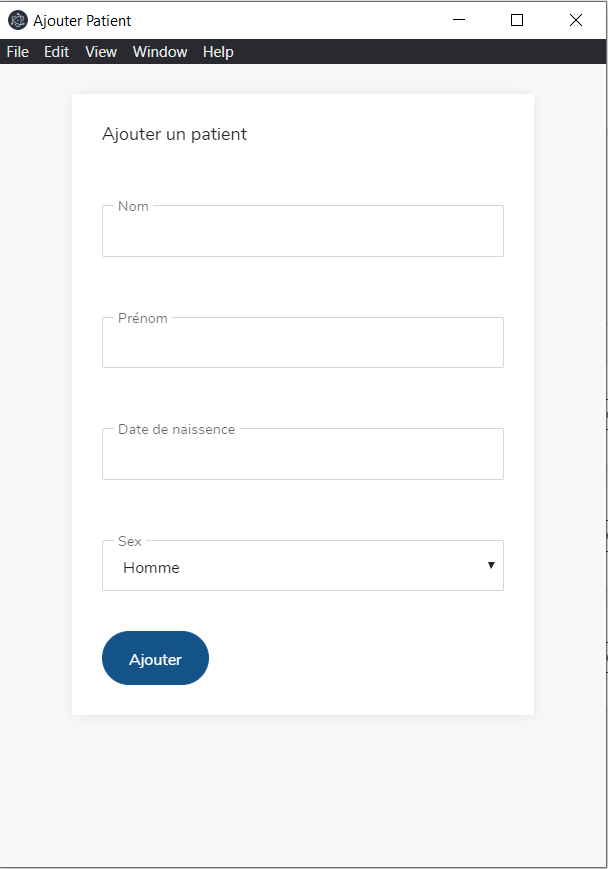 Ajouter Patient
File Edit View Window Help
Ajouter un patient
Nom
Prénom
Date de naissence
Sex
Homme
Ajouter